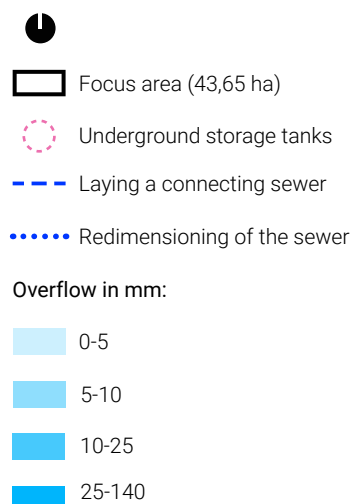 Focus area (43,65 ha)
Underground storage tanks
Laying a connecting sewer
Redimensioning of the sewer
Overflow in mm:
0-5
5-10
10-25
25-140